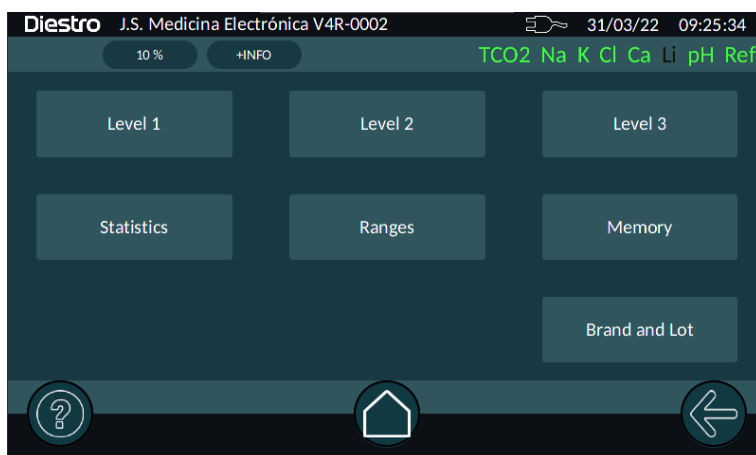 Diestro J.S. Medicina Electrónica V4R-0002 31/03/22 09:25:34
10 % +INFO TCO2 Na K Cl Ca Li pH Ref
Level 1 Level 2 Level 3
Statistics Ranges Memory
Brand and Lot
?